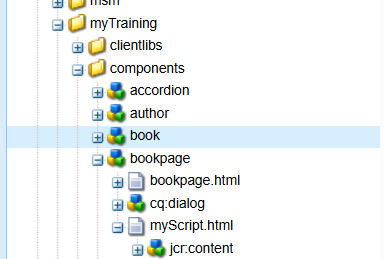 msm
myTraining
clientlibs
components
accordion
author
book
bookpage
bookpage.html
cq:dialog
myScript.html
jcr:content